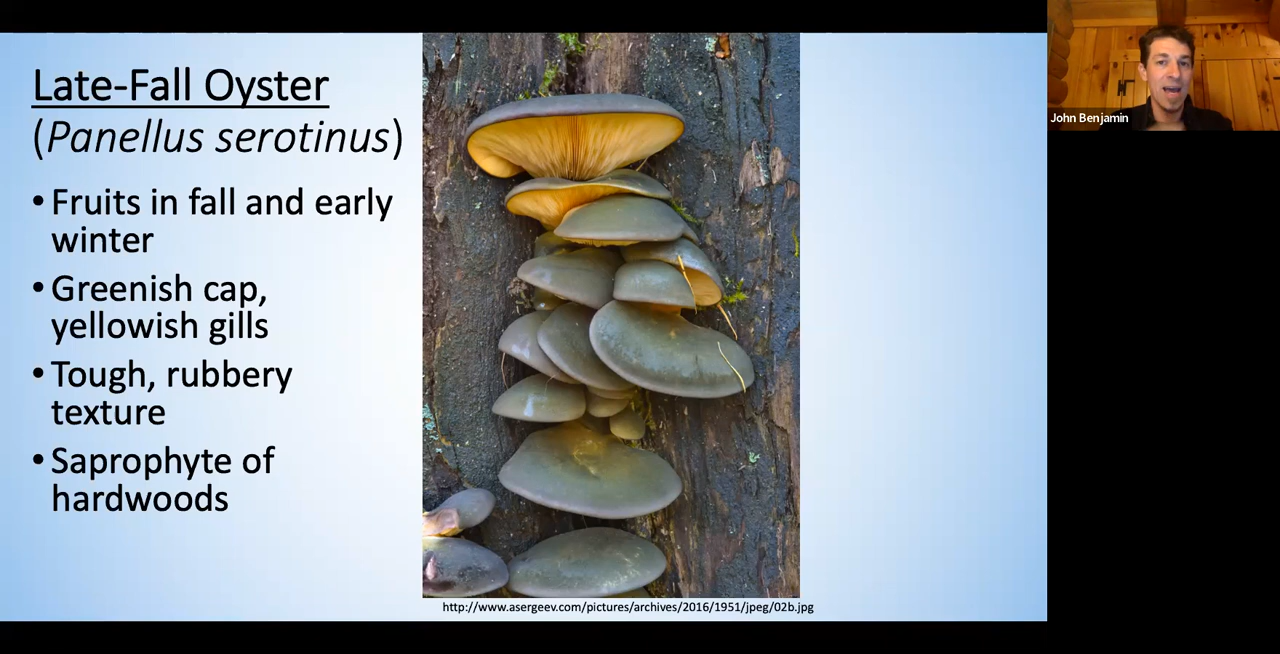 Late-Fall Oyster
(Panellus serotinus)
• Fruits in fall and early
winter
• Greenish cap,
yellowish gills
• Tough, rubbery
texture
• Saprophyte of
hardwoods
http://www.asergeev.com/pictures/archives/2016/1951/jpeg/02b.jpg
John Benjamin